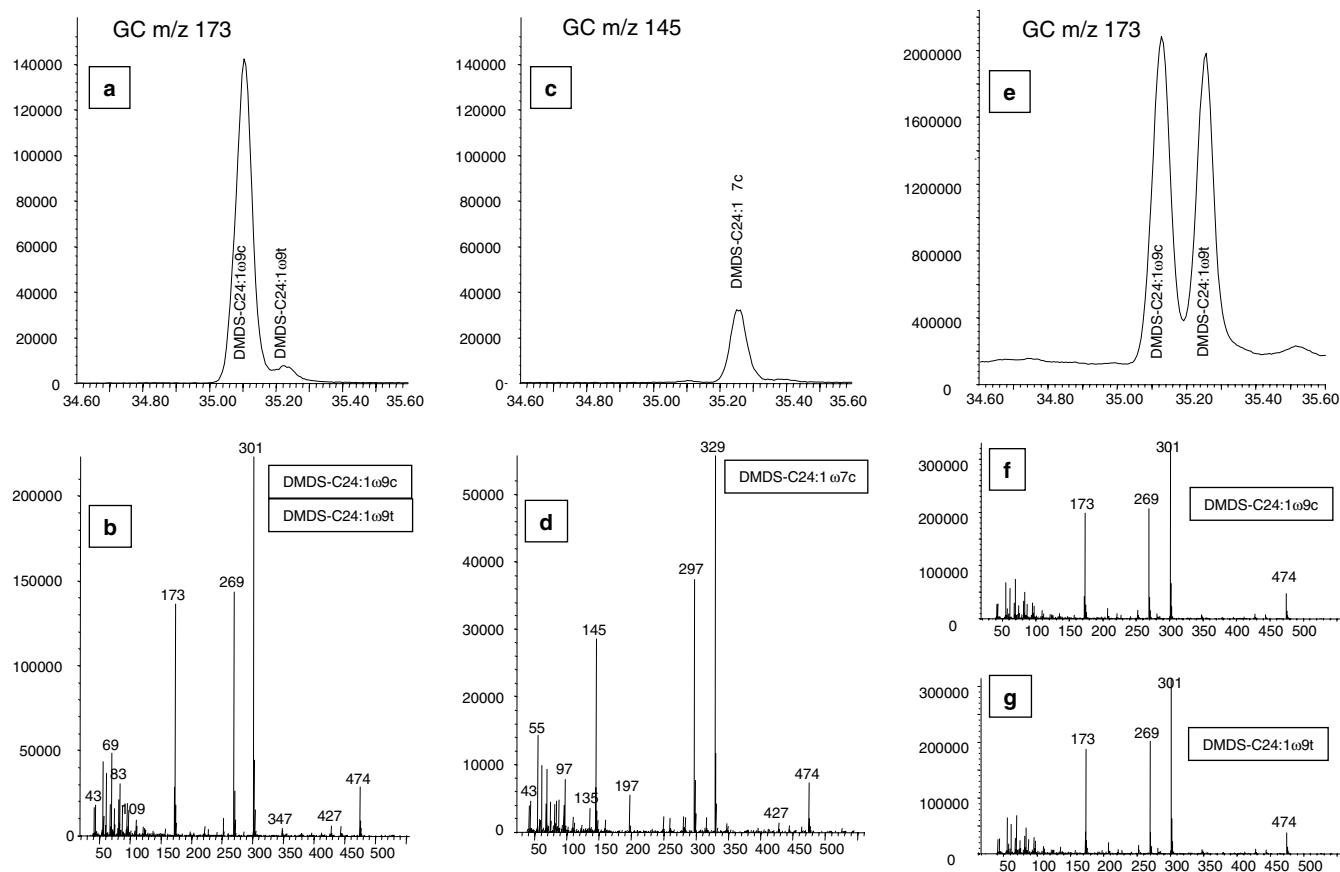 GC m/z 173
a
140000
120000
100000
80000
60000
40000
20000
0
DMDS-C24:1ω9c
DMDS-C24:1ω9t
34.60 34.80 35.00 35.20 35.40 35.60
GC m/z 145
c
140000
120000
100000
80000
60000
40000
20000
0
DMDS-C24:1 7c
34.60 34.80 35.00 35.20 35.40 35.60
GC m/z 173
e
2000000
1600000
1200000
800000
400000
0
DMDS-C24:1ω9c
DMDS-C24:1ω9t
34.60 34.80 35.00 35.20 35.40 35.60
b
DMDS-C24:1ω9c
DMDS-C24:1ω9t
200000
150000
100000
50000
0
301
269
173
69
83
43
109
347
427
474
50 100 150 200 250 300 350 400 450 500
d
DMDS-C24:1ω7c
50000
40000
30000
20000
10000
0
329
297
145
55
97
43
135
197
427
474
50 100 150 200 250 300 350 400 450 500
f
DMDS-C24:1ω9c
300000
200000
100000
0
301
269
173
474
50 100 150 200 250 300 350 400 450 500
g
DMDS-C24:1ω9t
300000
200000
100000
0
301
269
173
474
50 100 150 200 250 300 350 400 450 500